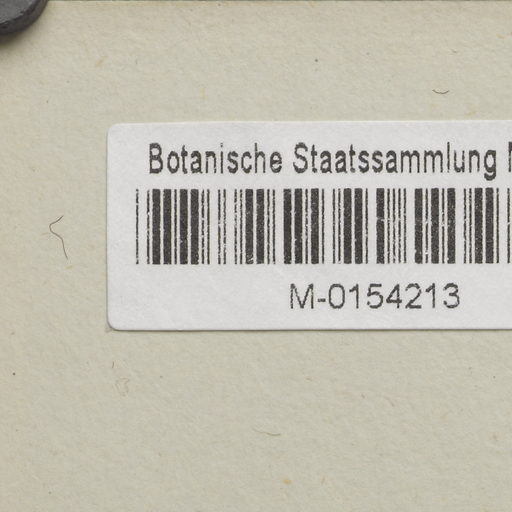 Botanische Staatssammlung
M-0154213